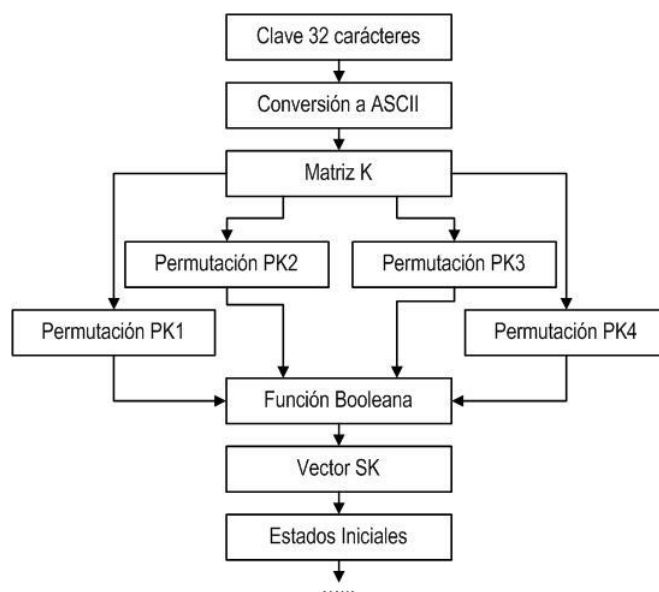 Clave 32 carácteres
Conversión a ASCII
Matriz K
Permutación PK2
Permutación PK3
Permutación PK1
Permutación PK4
Función Booleana
Vector SK
Estados Iniciales
......